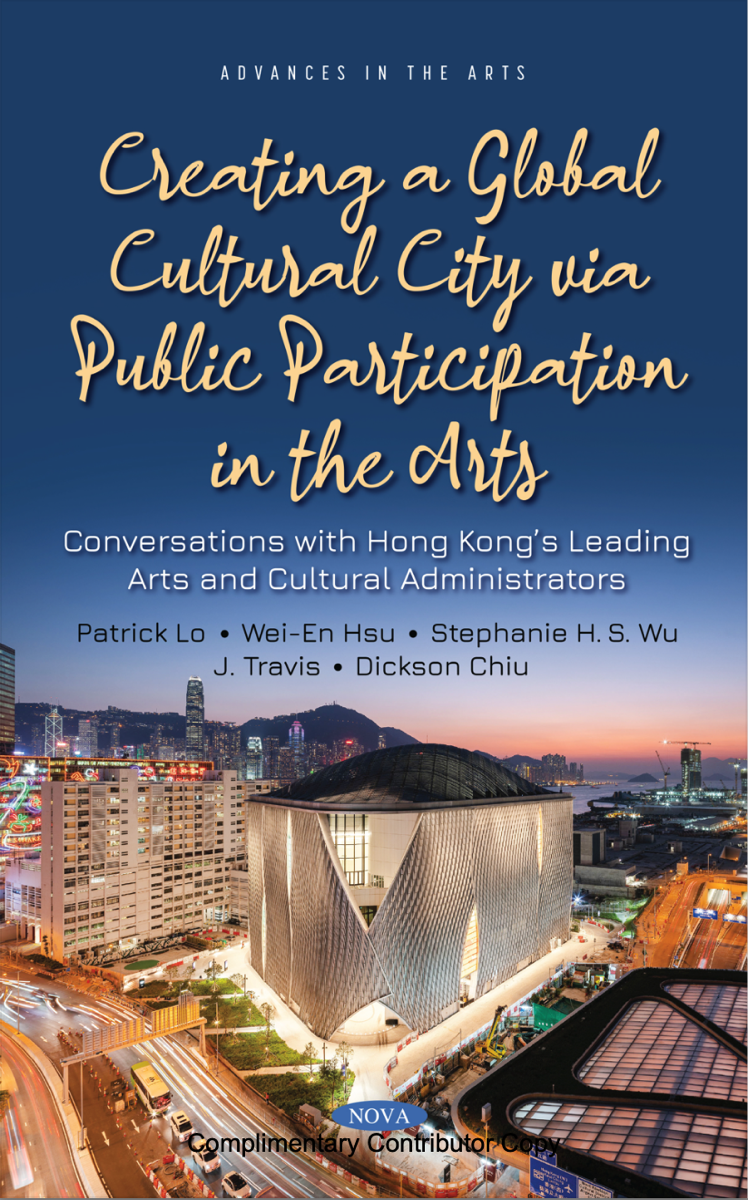 ADVANCES IN THE ARTS
Creating a Global
Cultural City via
Public Participation
in the Arts
Conversations with Hong Kong's Leading
Arts and Cultural Administrators
Patrick Lo • Wei-En Hsu • Stephanie H. S. Wu
J. Travis • Dickson Chiu
NOVA
Complimentary Contributor Copy